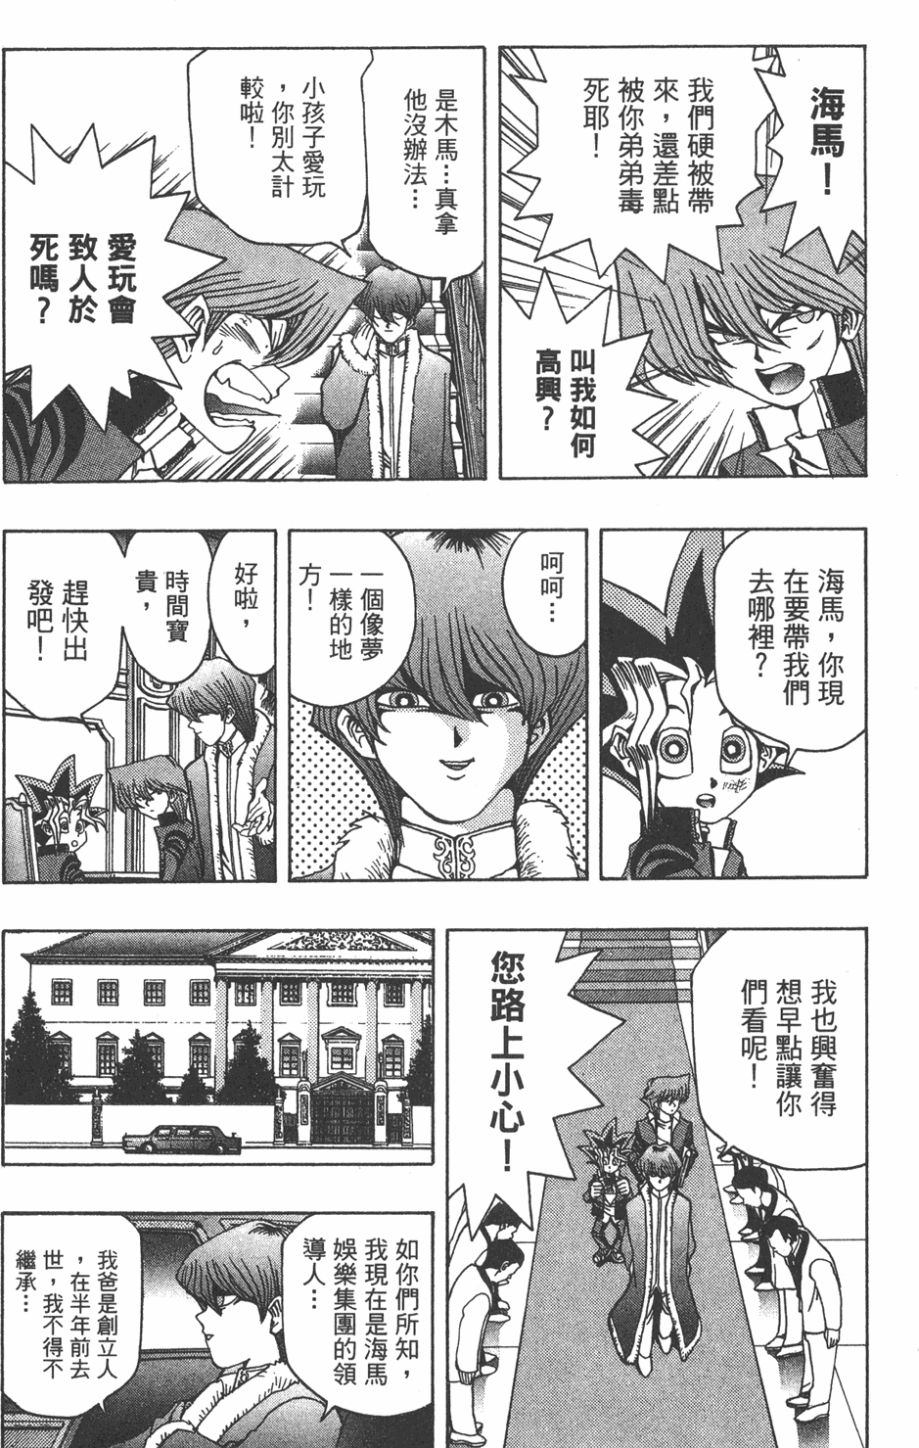 海馬！
我們硬被帶
來，還差點
被你弟弟毒
死耶！
叫我如何
高興？
是木馬…真拿
他沒辦法…
小孩子愛玩
，你別太計
較啦！
愛玩會
致人於
死嗎？
海馬，你現
在要帶我們
去哪裡？
呵呵…
一個像夢
一樣的地
方！
好啦，
時間寶
貴，
趕快出
發吧！
我也興奮得
想早點讓你
們看呢！
您路上小心！
如你們所知，
我現在是海馬
娛樂集團的領
導人…
我爸是創立人
，在半年前去
世，我不得不
繼承…